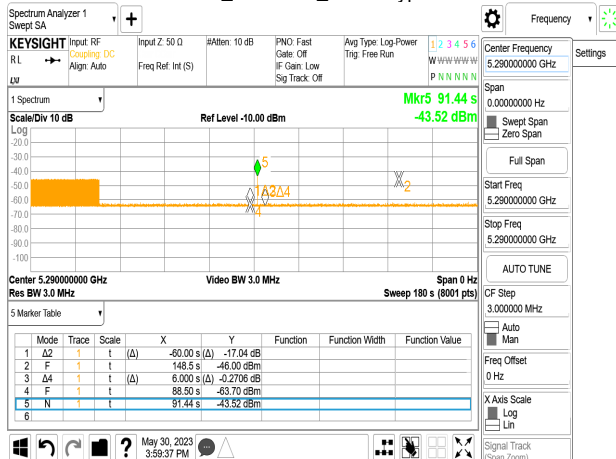 Spectrum Analyzer 1
Swept SA
Frequency
KEYSIGHT
Input: RF
Input Z: 50 Ω
#Atten: 10 dB
PNO: Fast
Avg Type: Log-Power
1 2 3 4 5 6
RL
Coupling: DC
Gate: Off
Trig: Free Run
W W W W W W
Align: Auto
Freq Ref: Int (S)
IF Gain: Low
Sig Track: Off
P N N N N N
LXI
1 Spectrum
Mkr5 91.44 s
Scale/Div 10 dB
Ref Level -10.00 dBm
-43.52 dBm
Log
-20.0
-30.0
-40.0
-50.0
-60.0
-70.0
-80.0
-90.0
-100
5
2
4
Center 5.290000000 GHz
Video BW 3.0 MHz
Span 0 Hz
Res BW 3.0 MHz
Sweep 180 s (8001 pts)
5 Marker Table
Mode Trace Scale X Y Function Function Width Function Value
1 Δ2 1 t (Δ) -60.00 s (Δ) -17.04 dB
2 F 1 t 148.5 s -46.00 dBm
3 Δ4 1 t (Δ) 6.000 s (Δ) -0.2706 dB
4 F 1 t 88.50 s -63.70 dBm
5 N 1 t 91.44 s -43.52 dBm
6
?
May 30, 2023
3:59:37 PM
Center Frequency
5.290000000 GHz
Settings
Span
0.00000000 Hz
Swept Span
Zero Span
Full Span
Start Freq
5.290000000 GHz
Stop Freq
5.290000000 GHz
AUTO TUNE
CF Step
3.000000 MHz
Auto
Man
Freq Offset
0 Hz
X Axis Scale
Log
Lin
Signal Track
(Span Zoom)